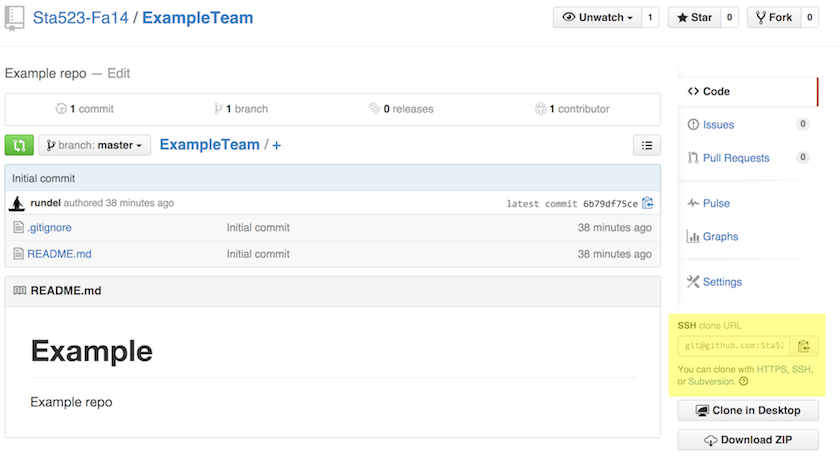 Sta523-Fa14 / ExampleTeam
Unwatch 1 Star 0 Fork 0
Example repo — Edit
1 commit 1 branch 0 releases 1 contributor
branch: master ExampleTeam / +
Initial commit
rundel authored 38 minutes ago latest commit 6b79df75ce
.gitignore Initial commit 38 minutes ago
README.md Initial commit 38 minutes ago
README.md
Example
Example repo
Code
Issues 0
Pull Requests 0
Pulse
Graphs
Settings
SSH clone URL
git@github.com:Sta52
You can clone with HTTPS, SSH,
or Subversion.
Clone in Desktop
Download ZIP